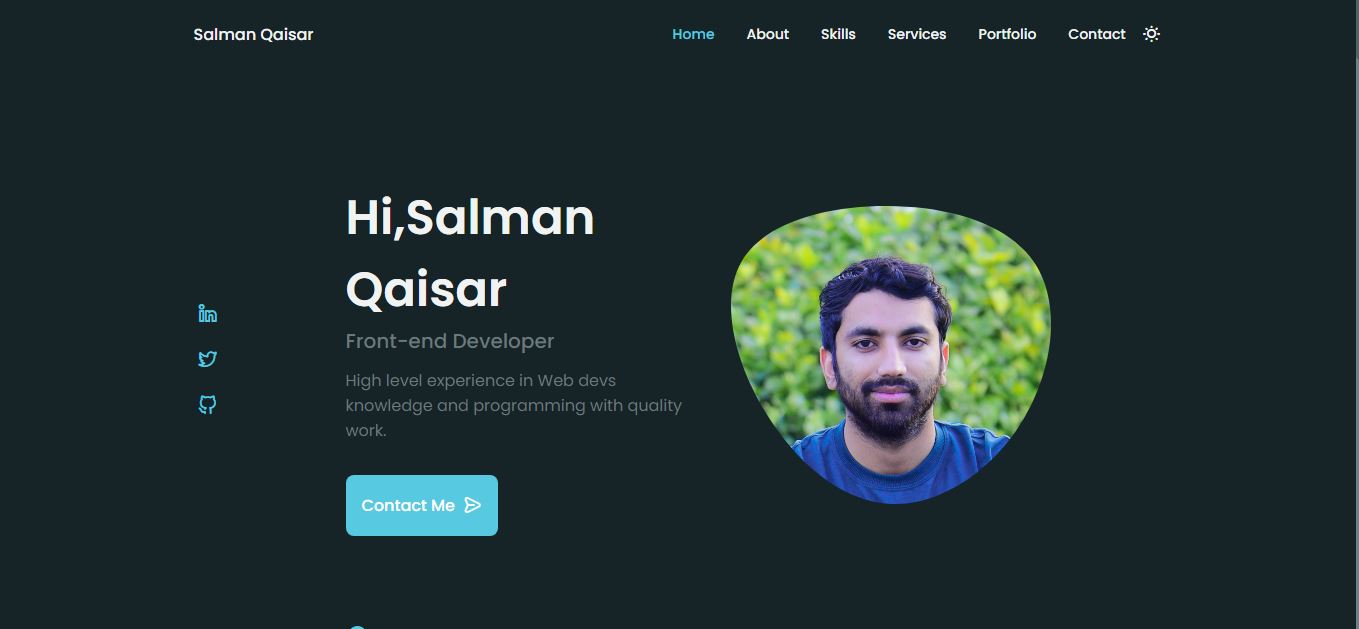 Salman Qaisar
Home About Skills Services Portfolio Contact
Hi,Salman
Qaisar
Front-end Developer
High level experience in Web devs
knowledge and programming with quality
work.
Contact Me